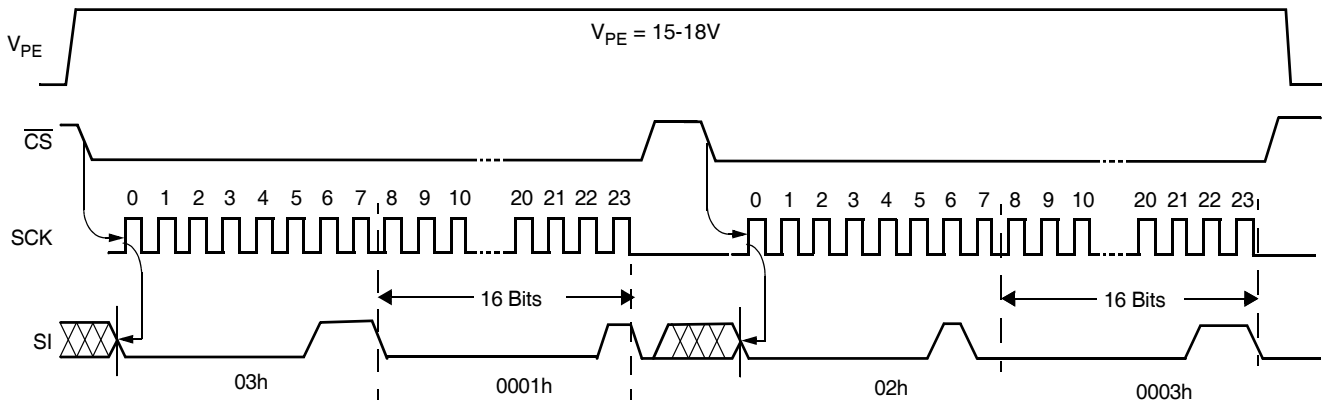 V_PE
V_PE = 15-18V
CS
0 1 2 3 4 5 6 7 8 9 10 20 21 22 23 0 1 2 3 4 5 6 7 8 9 10 20 21 22 23
SCK
16 Bits 16 Bits
SI
03h 0001h 02h 0003h